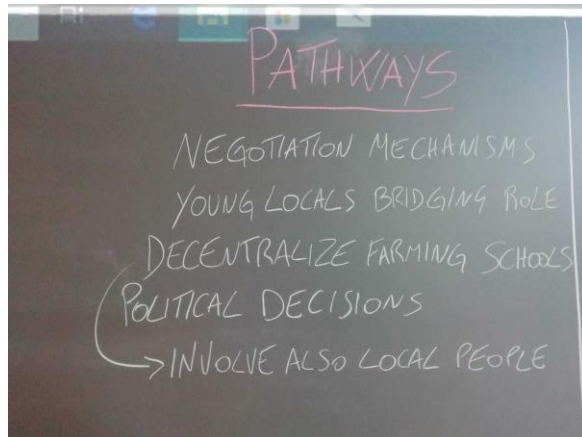 PATHWAYS
NEGOTIATION MECHANISMS
YOUNG LOCALS BRIDGING ROLE
DECENTRALIZE FARMING SCHOOLS
POLITICAL DECISIONS
INVOLVE ALSO LOCAL PEOPLE